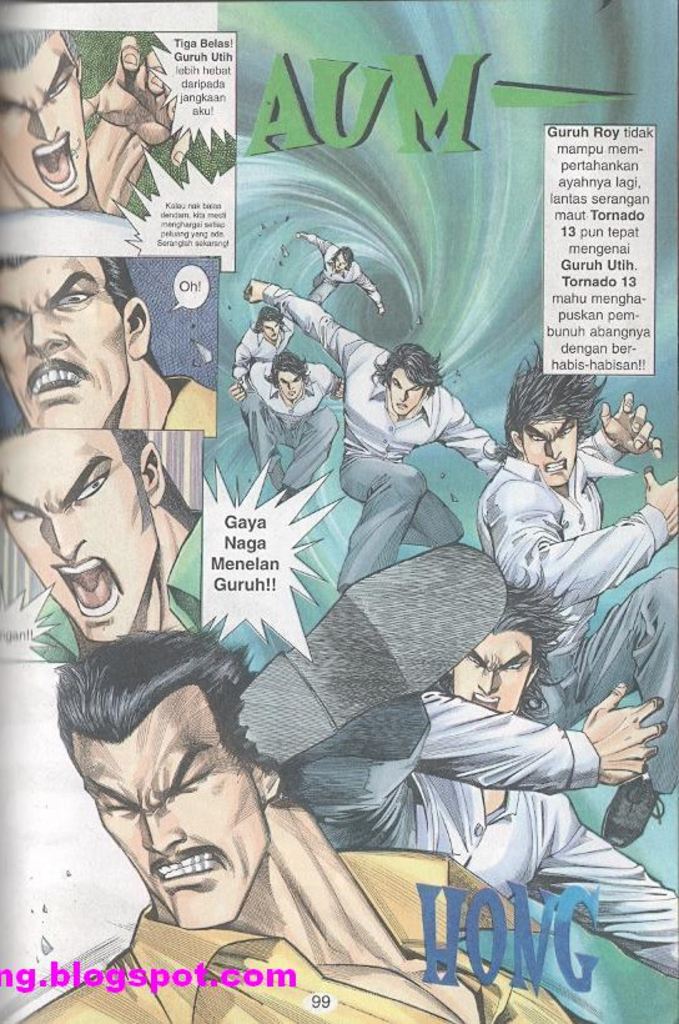 Tiga Belas!
Guruh Utih
lebih hebat
daripada
jangkaan
aku!
AUM
Kalau nak balas
dendam, kita mesti
menghargai setiap
peluang yang ada.
Seranglah sekarang!
Guruh Roy tidak
mampu mem-
pertahankan
ayahnya lagi,
lantas serangan
maut Tornado
13 pun tepat
mengenai
Guruh Utih.
Tornado 13
mahu mengha-
puskan pem-
bunuh abangnya
dengan ber-
habis-habisan!!
Oh!
Gaya
Naga
Menelan
Guruh!!
HONG
ng.blogspot.com
99